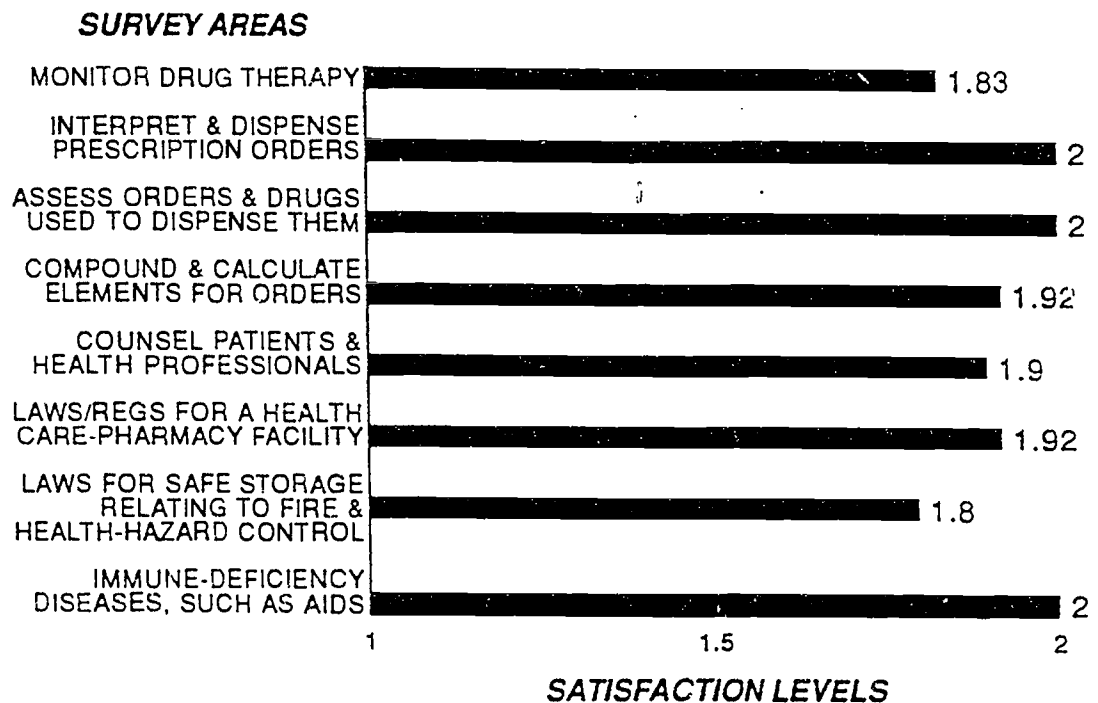 SURVEY AREAS
MONITOR DRUG THERAPY 1.83
INTERPRET & DISPENSE
PRESCRIPTION ORDERS 2
ASSESS ORDERS & DRUGS
USED TO DISPENSE THEM 2
COMPOUND & CALCULATE
ELEMENTS FOR ORDERS 1.92
COUNSEL PATIENTS &
HEALTH PROFESSIONALS 1.9
LAWS/REGS FOR A HEALTH
CARE-PHARMACY FACILITY 1.92
LAWS FOR SAFE STORAGE
RELATING TO FIRE & 1.8
HEALTH-HAZARD CONTROL
IMMUNE-DEFICIENCY
DISEASES, SUCH AS AIDS 2
1 1.5 2
SATISFACTION LEVELS